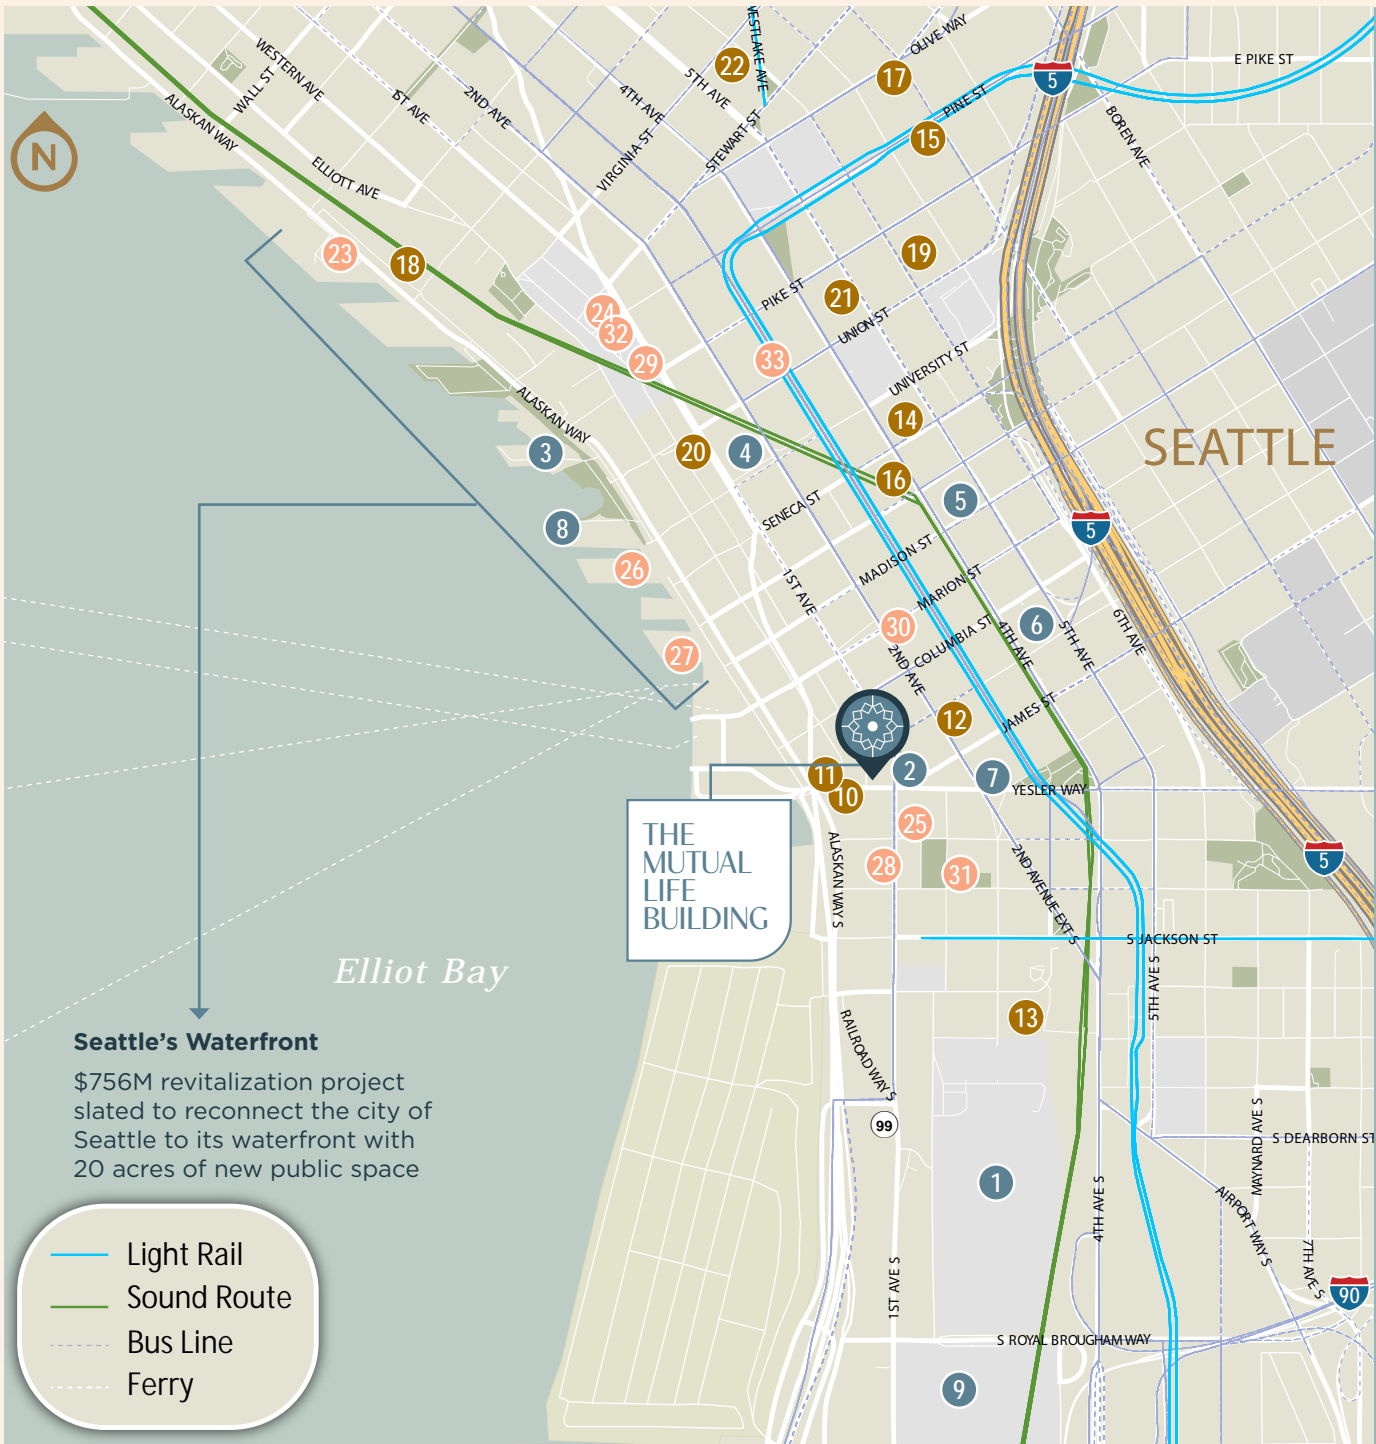 WESTLAKE AVE
OLIVE WAY
E PIKE ST
WESTERN AVE
WALL ST
ALASKAN WAY
1ST AVE
2ND AVE
4TH AVE
5TH AVE
VIRGINIA ST
STEWART ST
PINE ST
BOREN AVE
ELLIOTT AVE
22
17
5
15
N
23
18
19
24
32
29
PIKE ST
21
UNION ST
33
UNIVERSITY ST
14
SEATTLE
ALASKAN WAY
3
20
4
16
5
SENECA ST
5
8
MADISON ST
26
1ST AVE
MARION ST
30
COLUMBIA ST
4TH AVE
6
5TH AVE
6TH AVE
27
2ND AVE
12
JAMES ST
11
10
2
7
YESLER WAY
THE
MUTUAL
LIFE
BUILDING
25
28
31
5
ALASKAN WAY S
2ND AVENUE EXT S
S JACKSON ST
5TH AVE S
Elliot Bay
13
RAILROAD WAY S
99
Seattle's Waterfront
$756M revitalization project
slated to reconnect the city of
Seattle to its waterfront with
20 acres of new public space
1
4TH AVE S
MAYNARD AVE S
S DEARBORN ST
AIRPORT WAY S
7TH AVE S
90
1ST AVE S
S ROYAL BROUGHAM WAY
9
Light Rail
Sound Route
Bus Line
Ferry